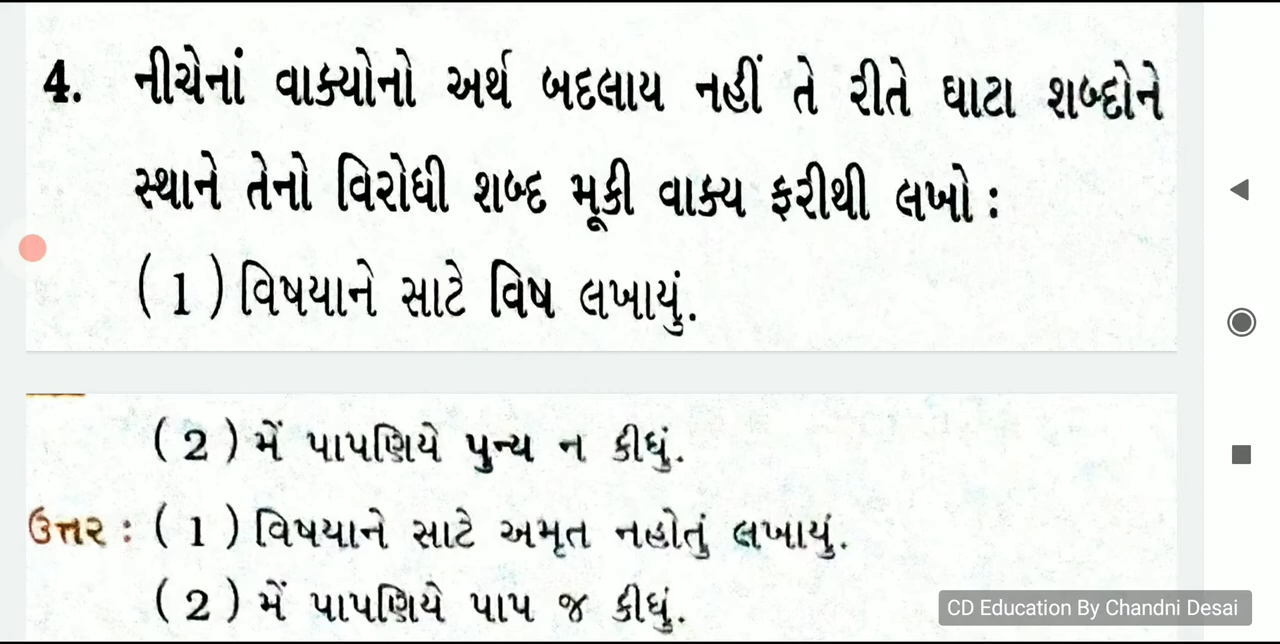 4. નીચેનાં વાક્યોનો અર્થ બદલાય નહીં તે રીતે ઘાટા શબ્દોને
સ્થાને તેનો વિરોધી શબ્દ મૂકી વાક્ય ફરીથી લખો :
(1) વિષયાને સાટે વિષ લખાયું.
(2) મેં પાપણિયે પુન્ય ન કીધું.
ઉત્તર : (1) વિષયાને સાટે અમૃત નહોતું લખાયું.
(2) મેં પાપણિયે પાપ જ કીધું.
CD Education By Chandni Desai